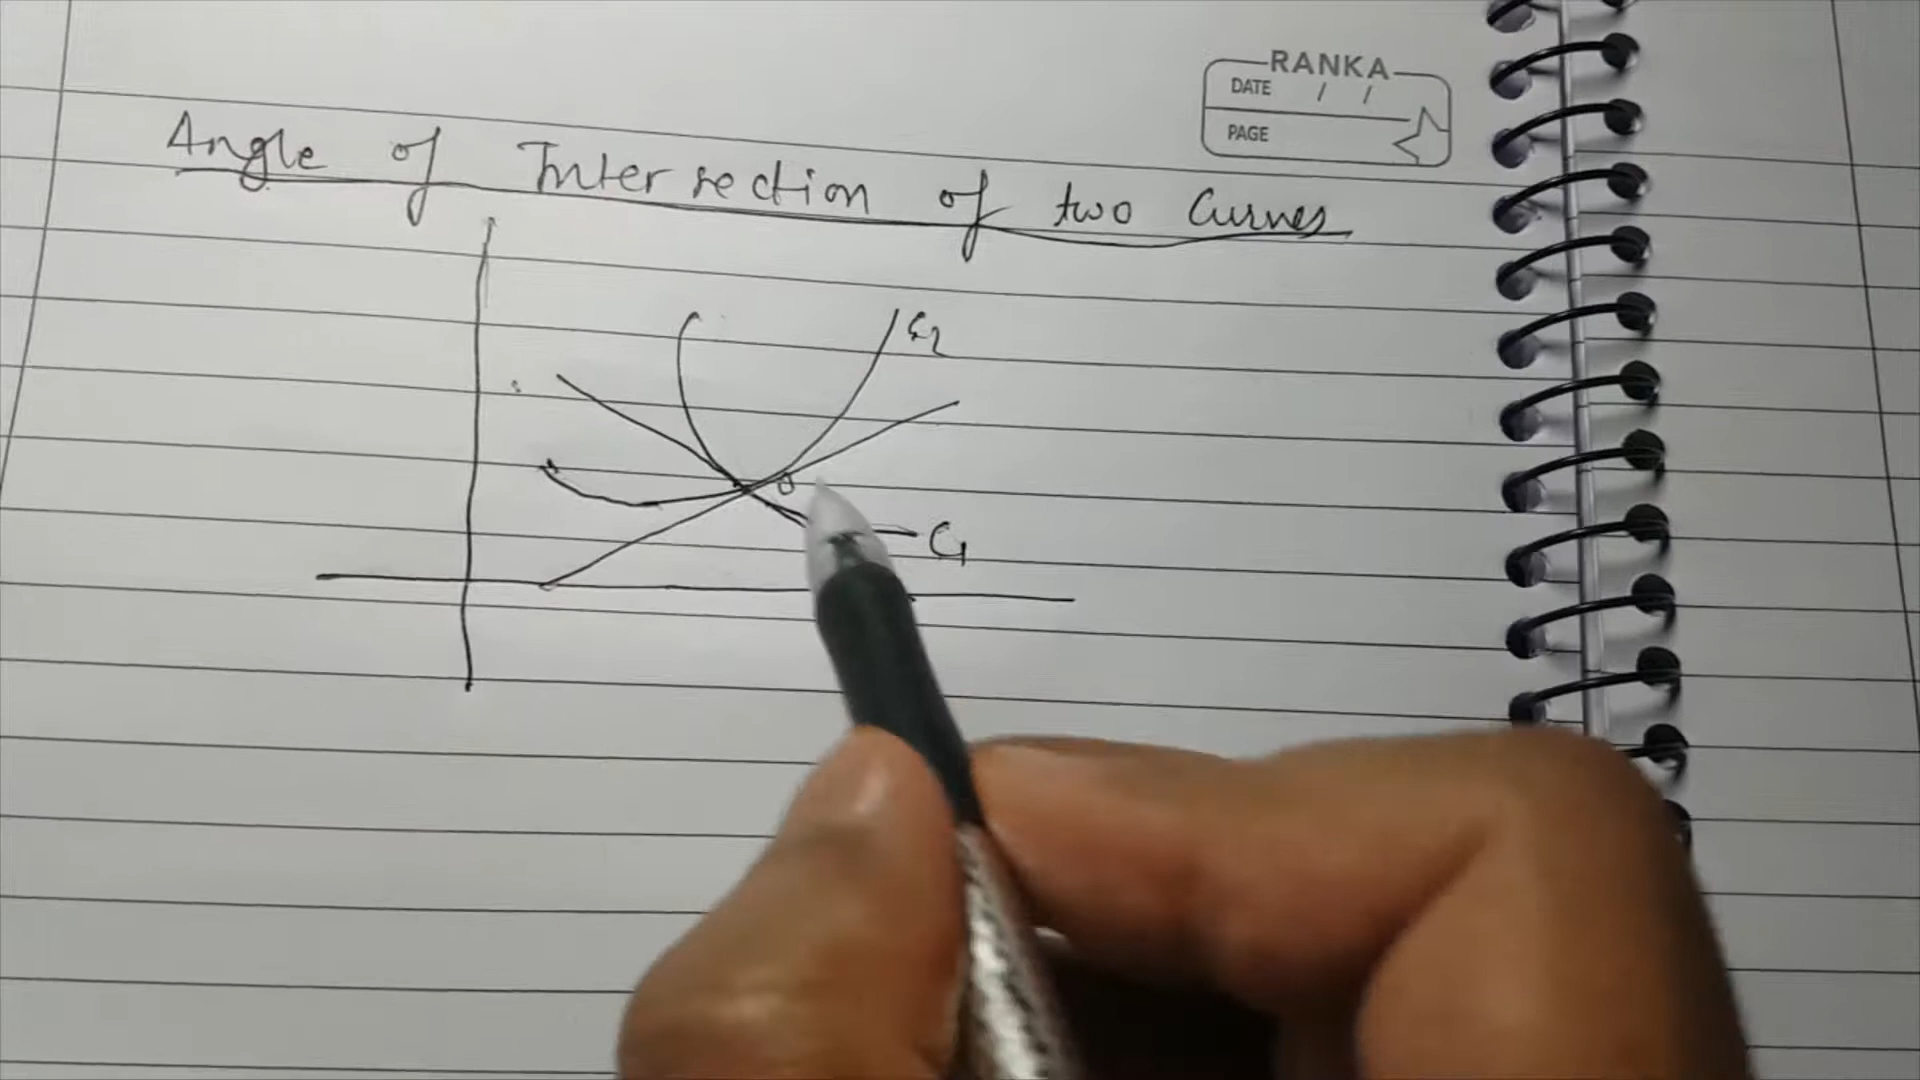 RANKA
DATE / /
PAGE
Angle of Intersection of two Curves
C2
θ
C1